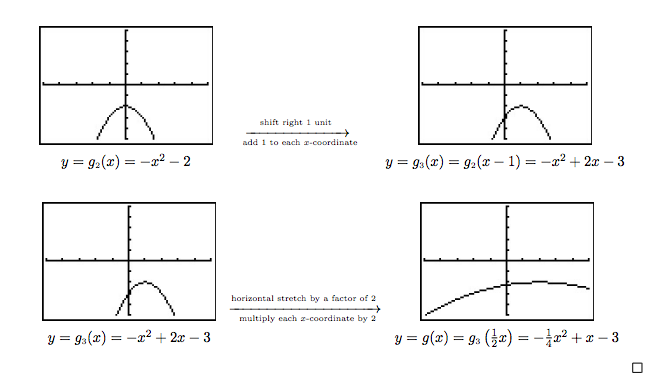 shift right 1 unit
add 1 to each x-coordinate
y = g₂(x) = −x² − 2
y = g₃(x) = g₂(x − 1) = −x² + 2x − 3
horizontal stretch by a factor of 2
multiply each x-coordinate by 2
y = g₃(x) = −x² + 2x − 3
y = g(x) = g₃(½x) = −¼x² + x − 3